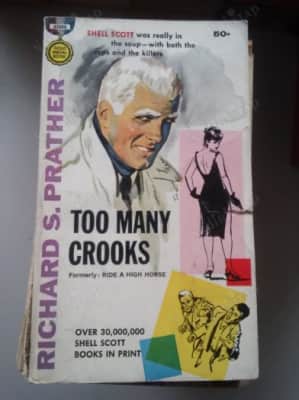 SHELL SCOTT was really in
the soup—with both the
cops and the killers
50¢
RICHARD S. PRATHER
TOO MANY
CROOKS
Formerly: RIDE A HIGH HORSE
OVER 30,000,000
SHELL SCOTT
BOOKS IN PRINT